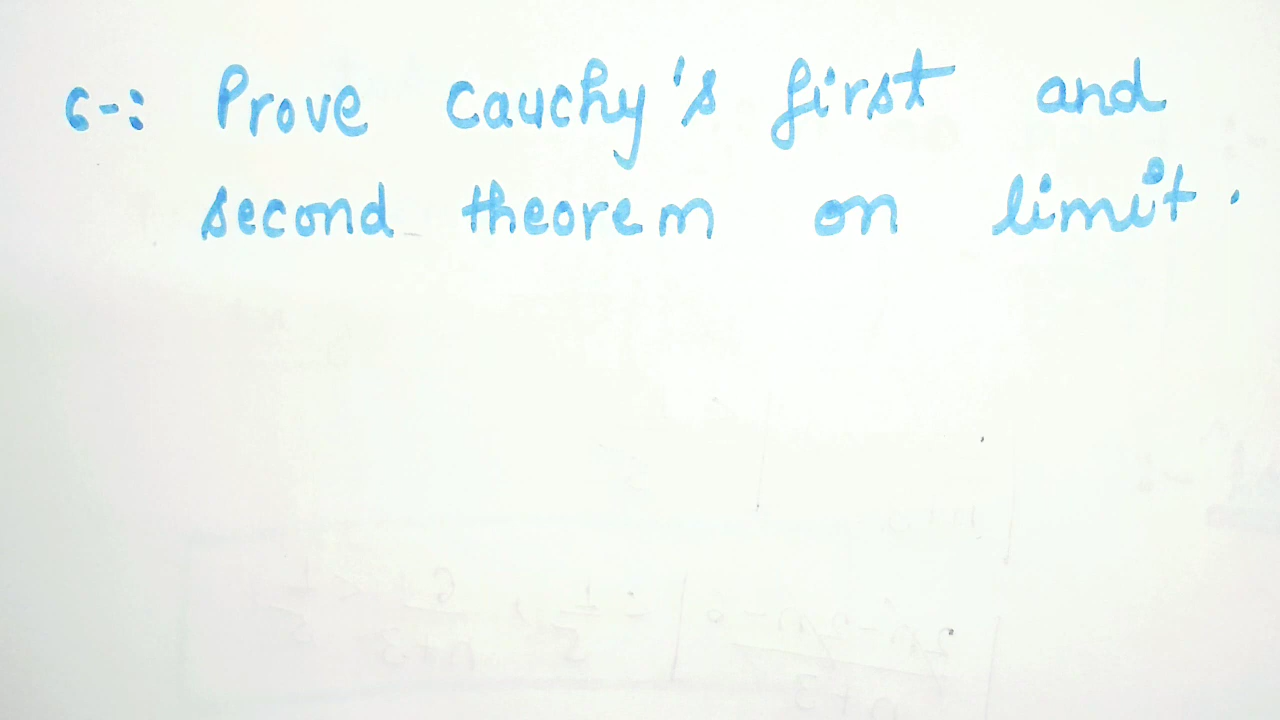 6-: Prove Cauchy's first and
second theorem on limit.